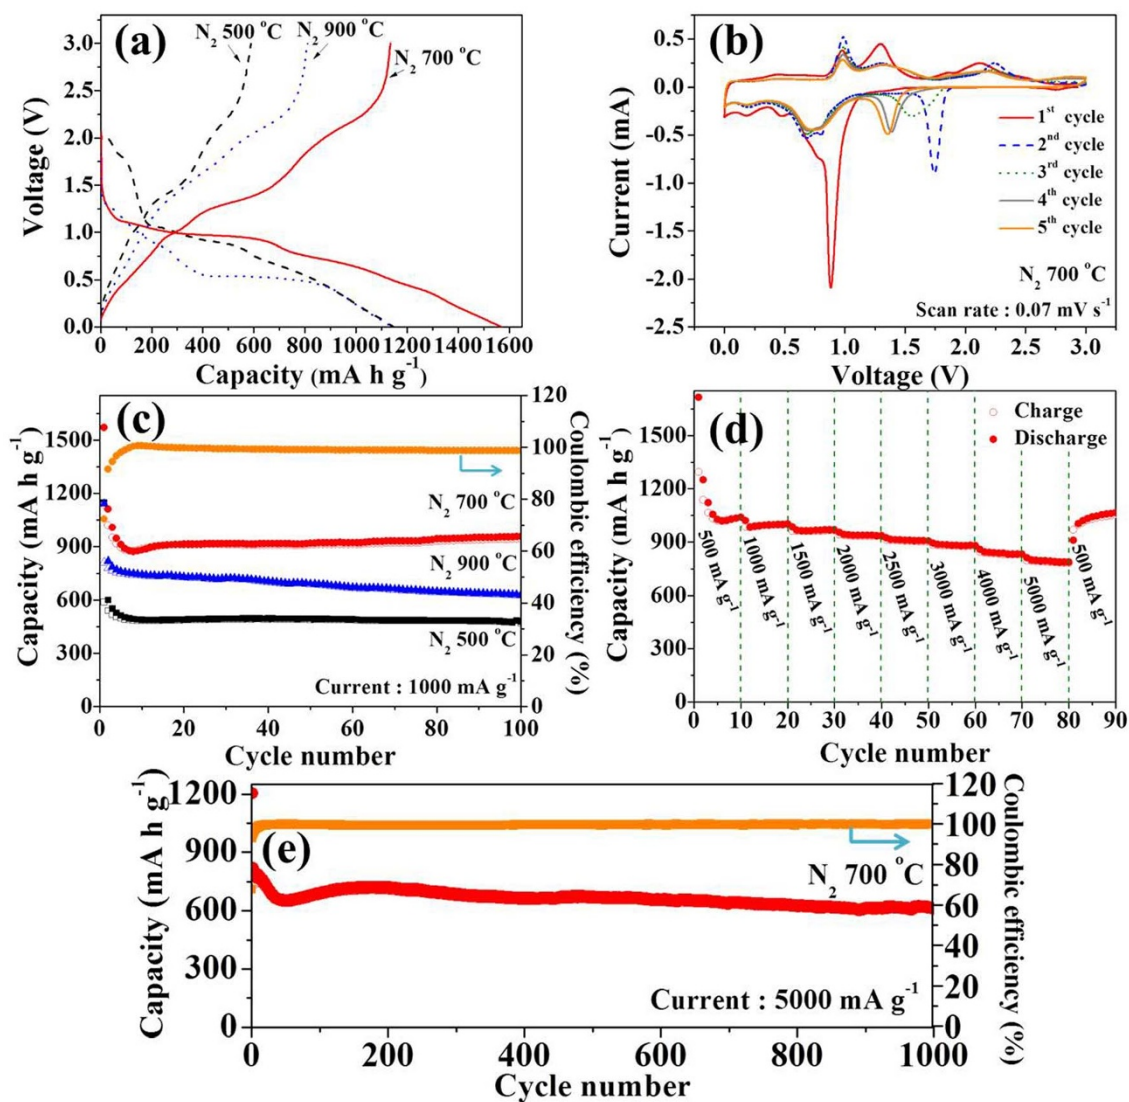 (a)
N₂ 500 °C
N₂ 900 °C
N₂ 700 °C
3.0
2.5
2.0
1.5
1.0
0.5
0.0
Voltage (V)
0 200 400 600 800 1000 1200 1400 1600
Capacity (mA h g⁻¹)
(b)
0.5
0.0
-0.5
-1.0
-1.5
-2.0
-2.5
Current (mA)
1ˢᵗ cycle
2ⁿᵈ cycle
3ʳᵈ cycle
4ᵗʰ cycle
5ᵗʰ cycle
N₂ 700 °C
Scan rate : 0.07 mV s⁻¹
0.0 0.5 1.0 1.5 2.0 2.5 3.0
Voltage (V)
(c)
1500
1200
900
600
300
0
Capacity (mA h g⁻¹)
120
100
80
60
40
20
0
Coulombic efficiency (%)
N₂ 700 °C
N₂ 900 °C
N₂ 500 °C
Current : 1000 mA g⁻¹
0 20 40 60 80 100
Cycle number
(d)
Charge
Discharge
1500
1200
900
600
300
0
Capacity (mA h g⁻¹)
500 mA g⁻¹
1000 mA g⁻¹
1500 mA g⁻¹
2000 mA g⁻¹
2500 mA g⁻¹
3000 mA g⁻¹
4000 mA g⁻¹
5000 mA g⁻¹
500 mA g⁻¹
0 10 20 30 40 50 60 70 80 90
Cycle number
(e)
1200
900
600
300
0
Capacity (mA h g⁻¹)
120
100
80
60
40
20
0
Coulombic efficiency (%)
N₂ 700 °C
Current : 5000 mA g⁻¹
0 200 400 600 800 1000
Cycle number